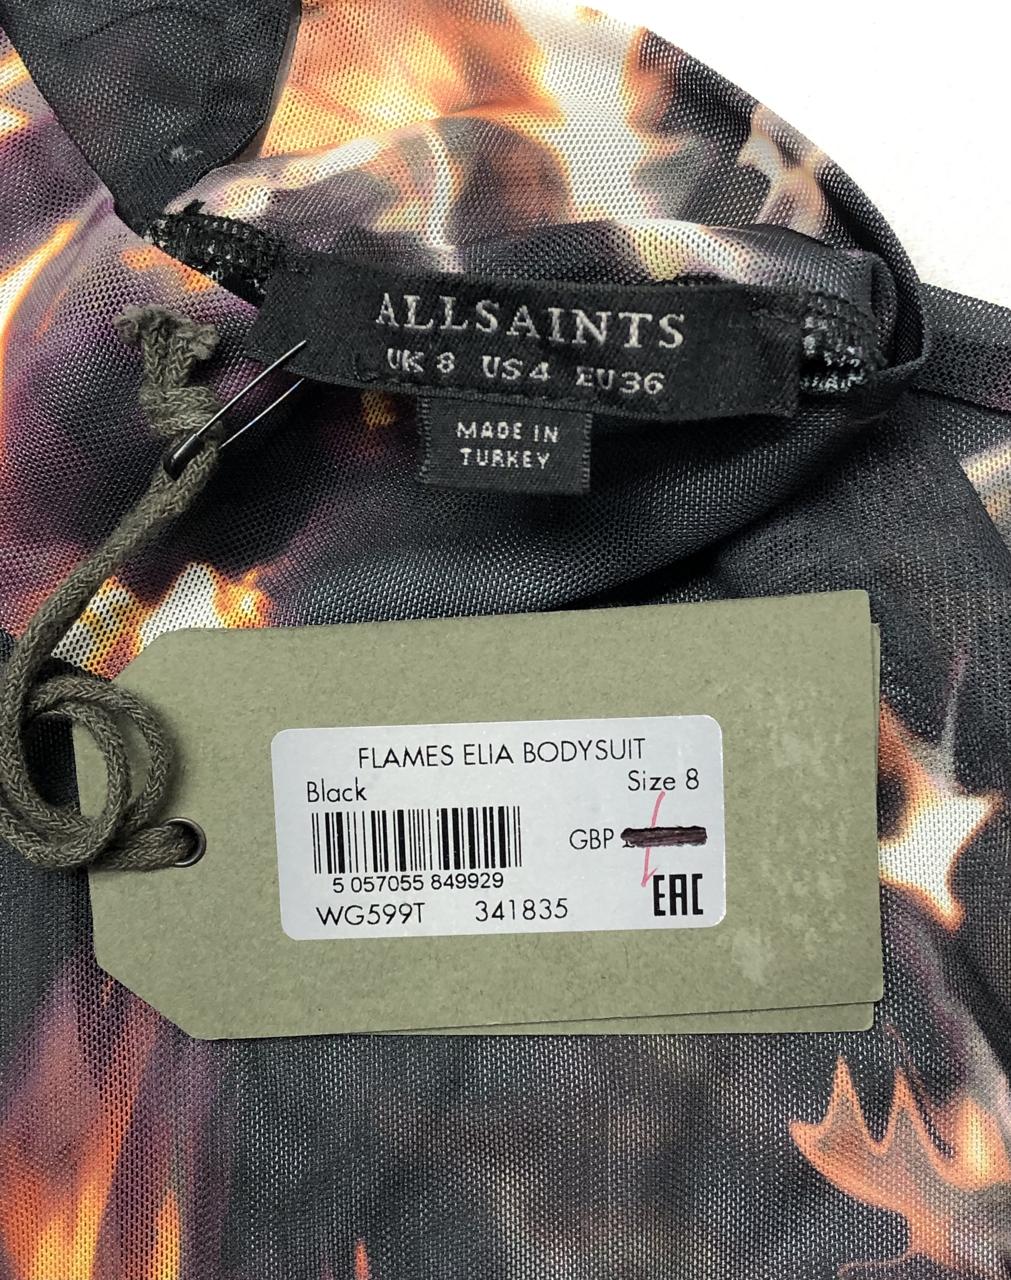 ALLSAINTS
UK 8 US 4 EU 36
MADE IN
TURKEY
FLAMES ELIA BODYSUIT
Black Size 8
GBP
5 057055 849929
WG599T 341835
EAC